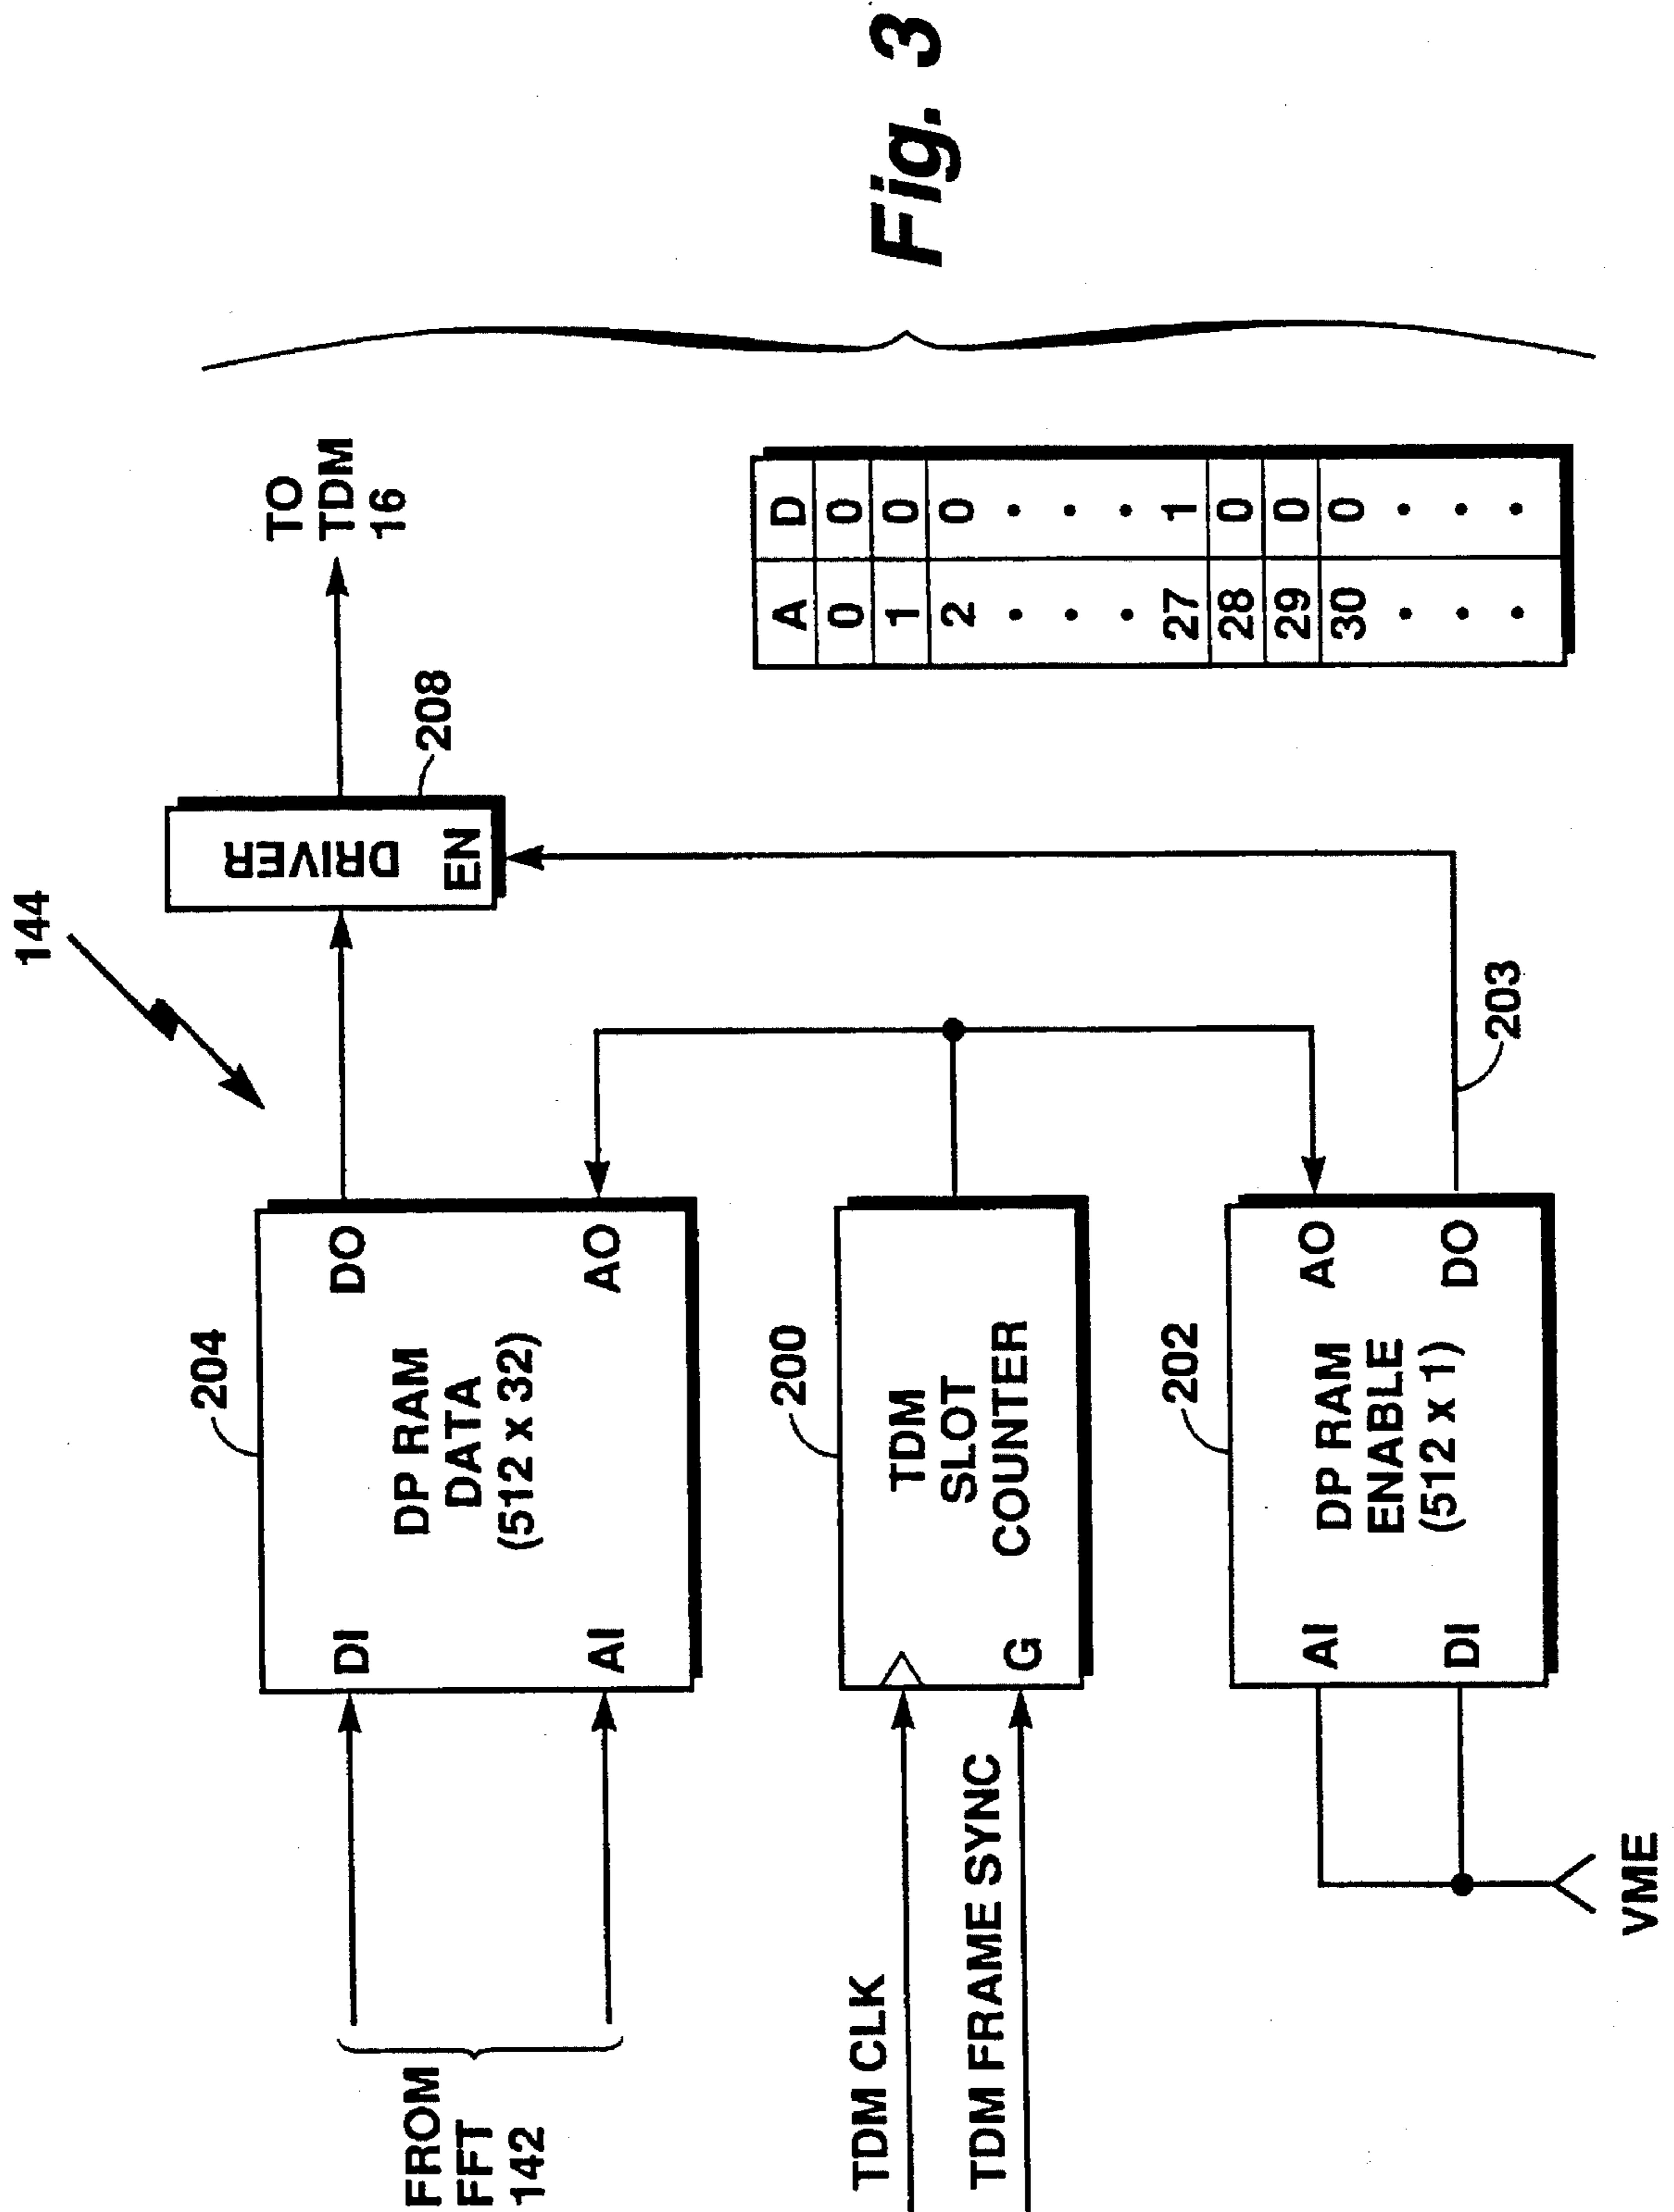 144
FROM
FFT
142
DI
AI
204
DP RAM
DATA
(512 x 32)
DO
AO
DRIVER
EN
208
TO
TDM
16
TDM CLK
TDM FRAME SYNC
G
200
TDM
SLOT
COUNTER
VME
AI
DI
202
DP RAM
ENABLE
(512 x 1)
AO
DO
203
A D
0 0
1 0
2 0
. .
. .
. .
27 1
28 0
29 0
30 0
. .
. .
. .
Fig. 3